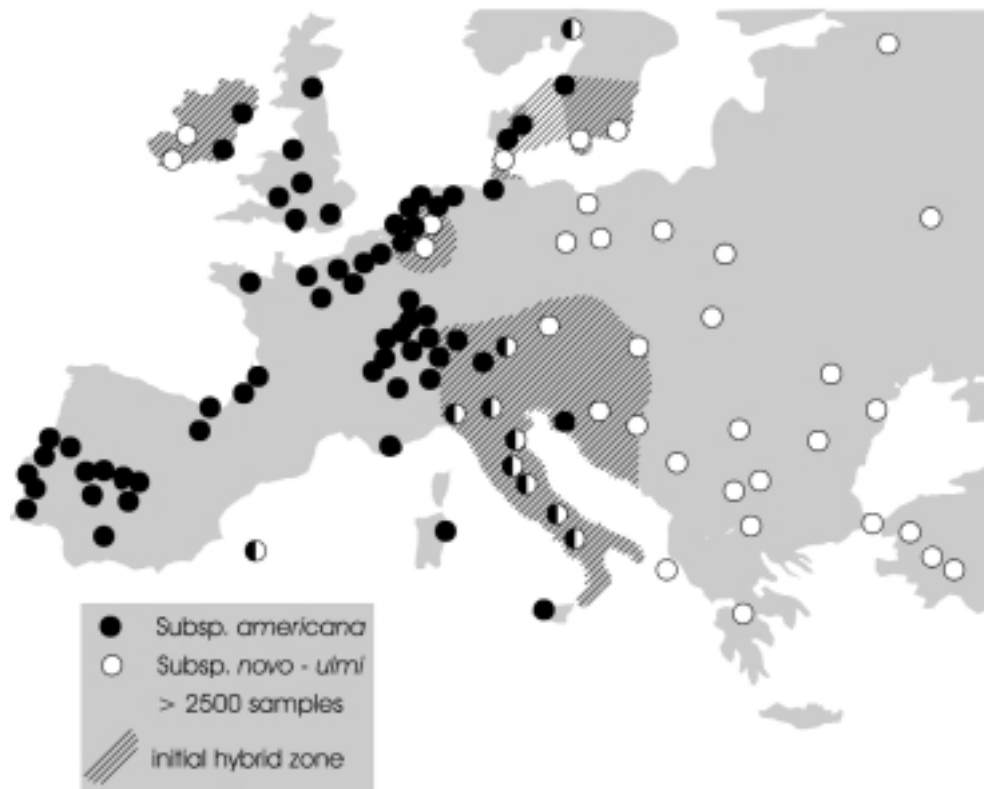 Subsp. americana
Subsp. novo - ulmi
> 2500 samples
initial hybrid zone